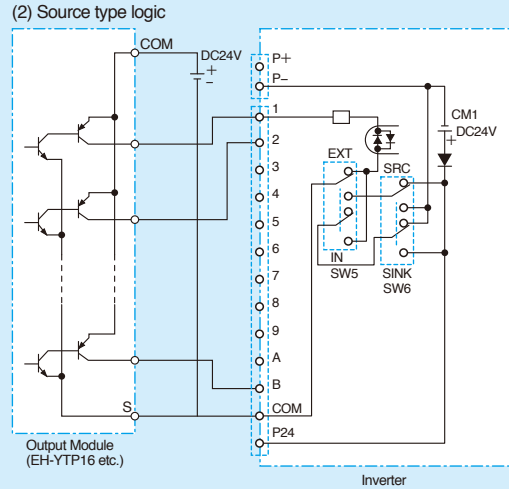 (2) Source type logic
COM
DC24V
+
−
P+
P−
1
2
3
4
5
6
7
8
9
A
B
COM
P24
CM1
DC24V
+
EXT
SRC
IN
SW5
SINK
SW6
S
Output Module
(EH-YTP16 etc.)
Inverter